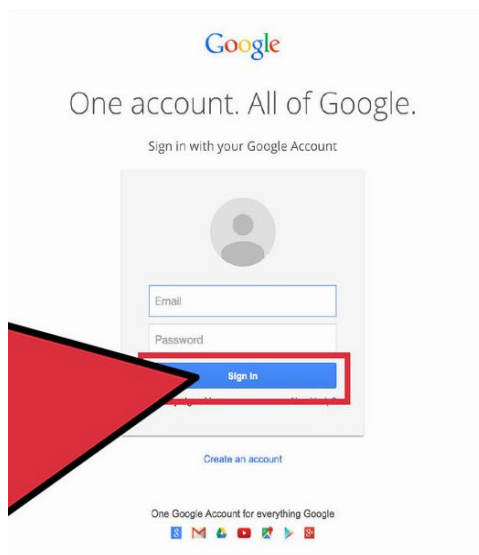 Google
One account. All of Google.
Sign in with your Google Account
Email
Password
Sign in
Create an account
One Google Account for everything Google